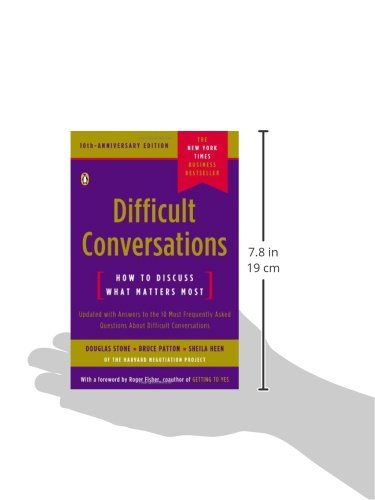 10th-ANNIVERSARY EDITION
THE
NEW YORK
TIMES
BUSINESS
BESTSELLER
Difficult
Conversations
[ HOW TO DISCUSS
WHAT MATTERS MOST ]
Updated with Answers to the 10 Most Frequently Asked
Questions About Difficult Conversations
DOUGLAS STONE • BRUCE PATTON • SHEILA HEEN
OF THE HARVARD NEGOTIATION PROJECT
With a foreword by Roger Fisher, coauthor of GETTING TO YES
7.8 in
19 cm